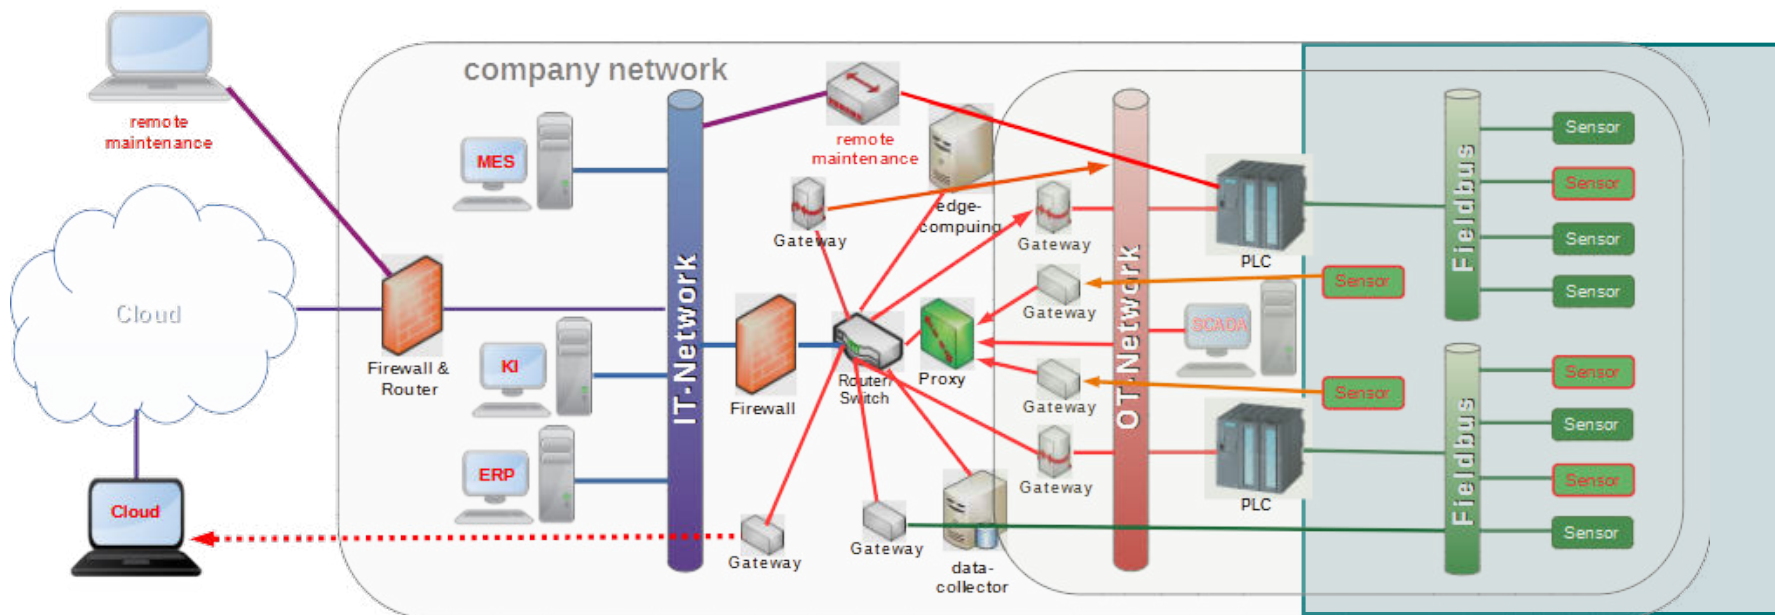 company network
remote
maintenance
Cloud
Cloud
Firewall &
Router
MES
KI
ERP
IT-Network
Firewall
remote
maintenance
Gateway
edge-
compuing
Router/
Switch
Proxy
Gateway
Gateway
data-
collector
Gateway
Gateway
Gateway
Gateway
OT-Network
PLC
SCADA
PLC
Sensor
Sensor
Fieldbus
Sensor
Sensor
Sensor
Sensor
Fieldbus
Sensor
Sensor
Sensor
Sensor